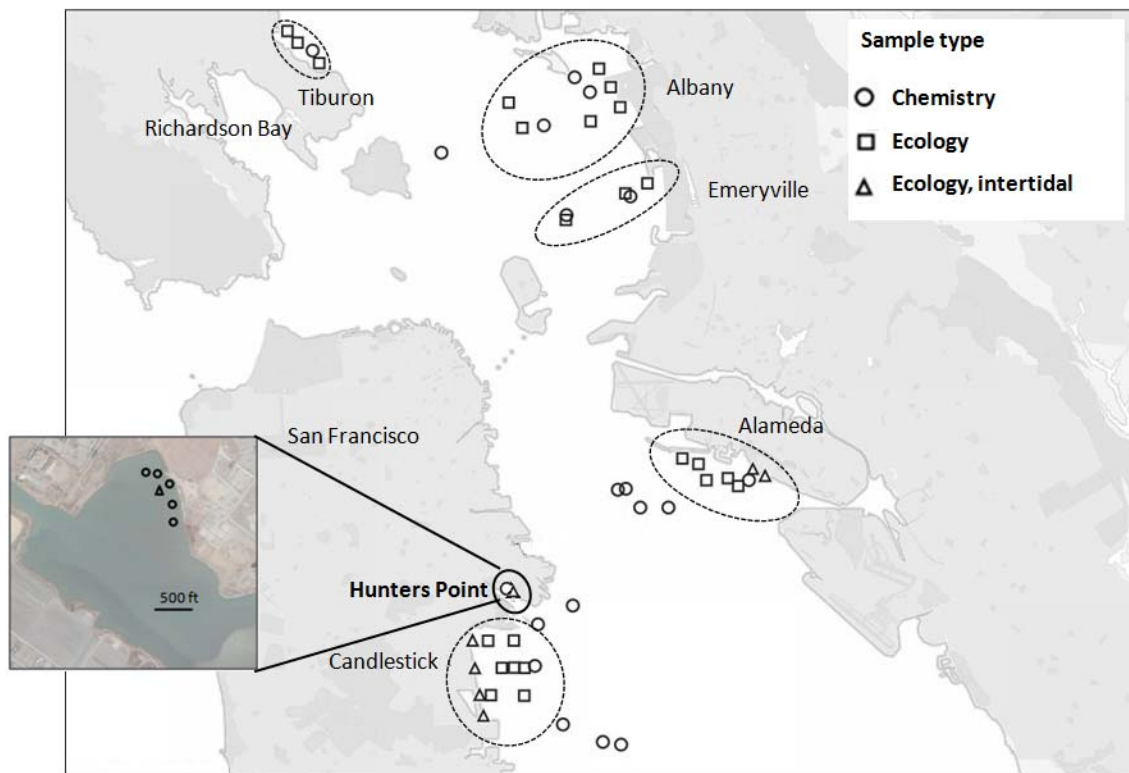 Sample type
Chemistry
Ecology
Ecology, intertidal
Tiburon
Richardson Bay
Albany
Emeryville
Alameda
San Francisco
500 ft
Hunters Point
Candlestick